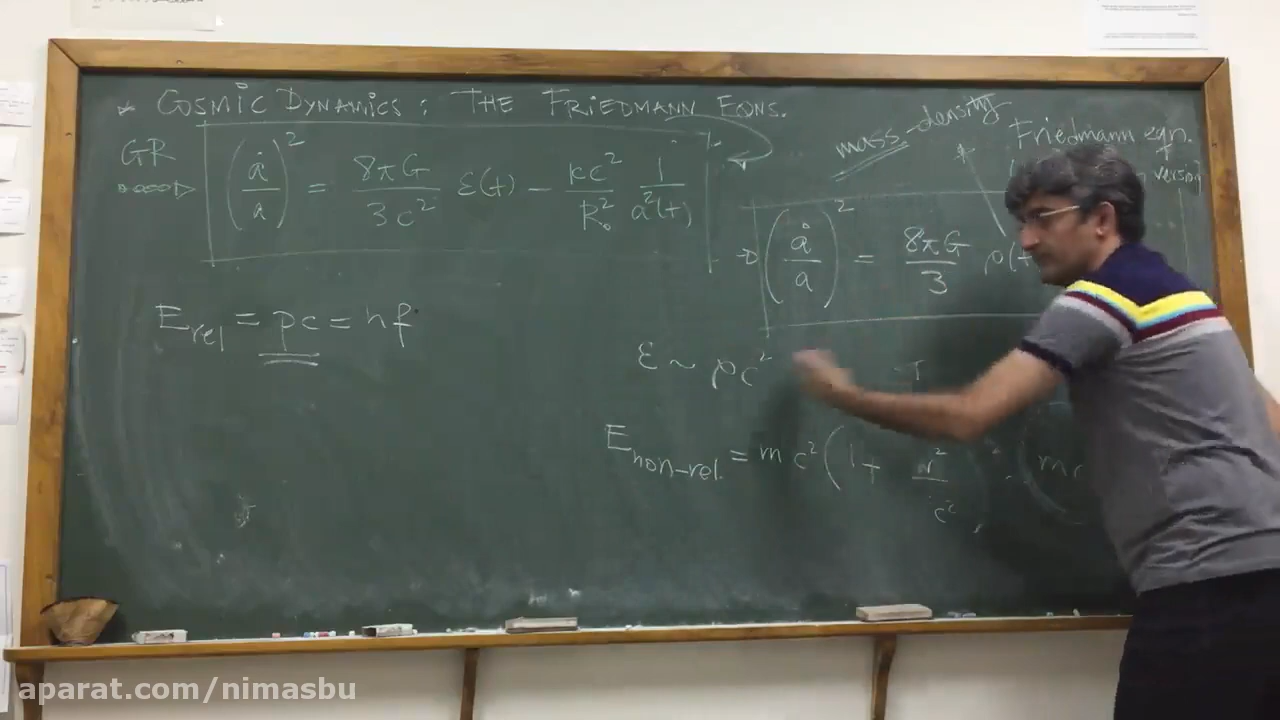 * COSMIC DYNAMICS: THE FRIEDMANN EQNS.
GR
(ȧ/a)² = 8πG/3c² ε(t) − kc²/R₀² 1/a²(t)
mass-density
Friedmann eqn.
version
(ȧ/a)² = 8πG/3 ρ(t
E_rel = pc = hf
ε ~ ρc²
E_non-rel. = mc²(1+ v²/c²
aparat.com/nimasbu